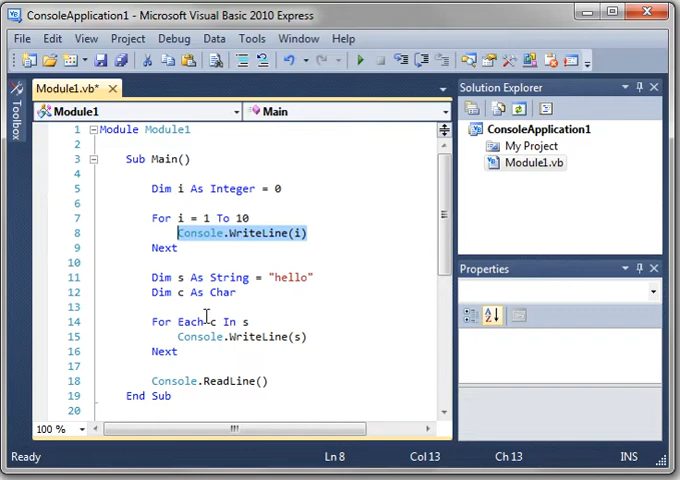 ConsoleApplication1 - Microsoft Visual Basic 2010 Express
File Edit View Project Debug Data Tools Window Help
Module1.vb*
Module1 Main
Toolbox
1 Module Module1
2
3 Sub Main()
4
5 Dim i As Integer = 0
6
7 For i = 1 To 10
8 Console.WriteLine(i)
9 Next
10
11 Dim s As String = "hello"
12 Dim c As Char
13
14 For Each c In s
15 Console.WriteLine(s)
16 Next
17
18 Console.ReadLine()
19 End Sub
20
100 %
Solution Explorer
ConsoleApplication1
My Project
Module1.vb
Properties
Ready Ln 8 Col 13 Ch 13 INS